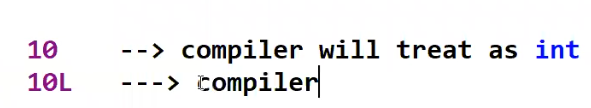 10 --> compiler will treat as int
10L ---> compiler